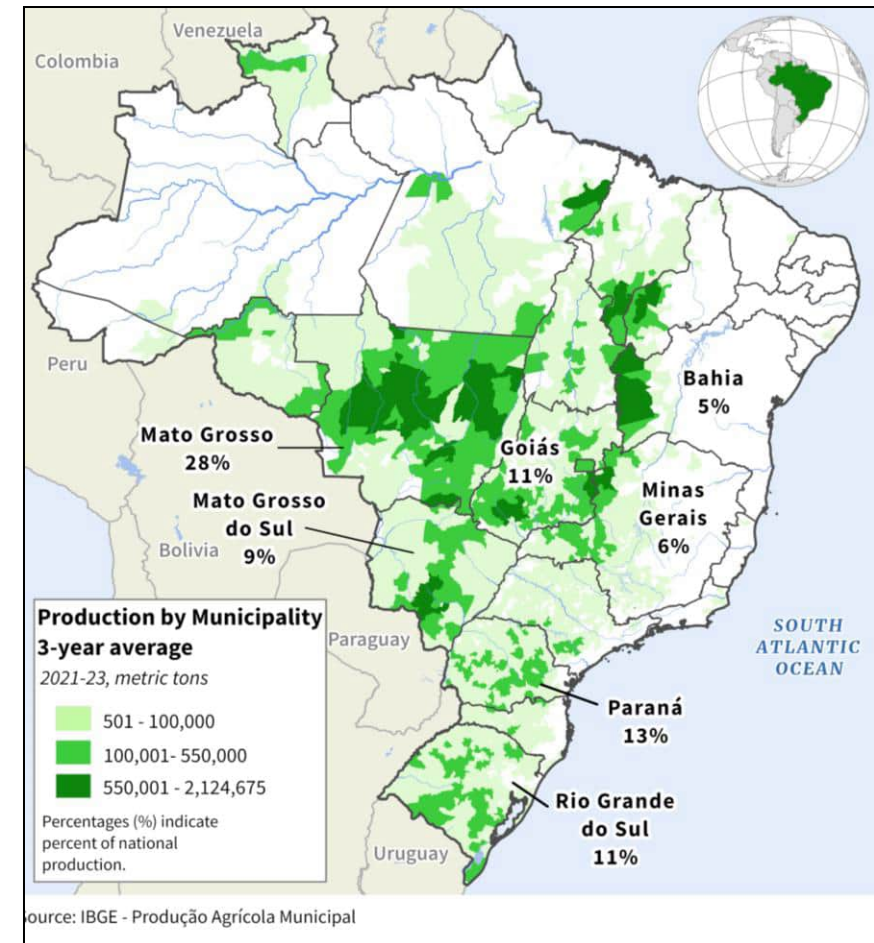 Venezuela
Colombia
Peru
Bahia
5%
Mato Grosso
28%
Goiás
11%
Mato Grosso
do Sul
9%
Minas
Gerais
6%
Bolivia
Production by Municipality
3-year average
2021-23, metric tons
501 - 100,000
100,001- 550,000
550,001 - 2,124,675
Percentages (%) indicate
percent of national
production.
Paraguay
SOUTH
ATLANTIC
OCEAN
Paraná
13%
Rio Grande
do Sul
11%
Uruguay
ource: IBGE - Produção Agrícola Municipal